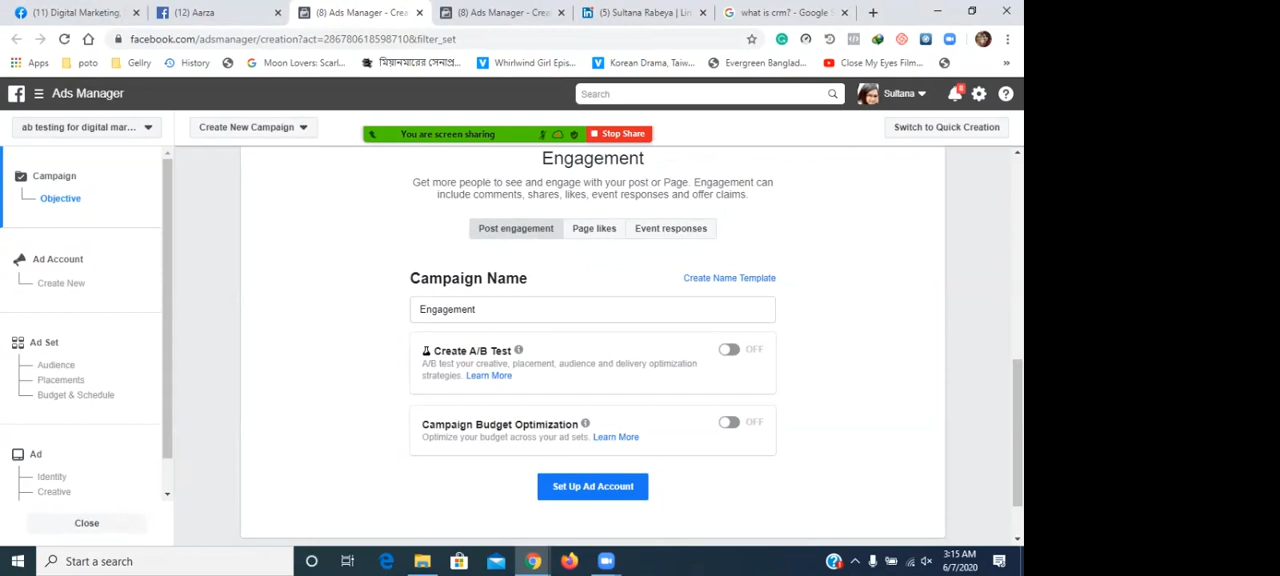 (11) Digital Marketing,
(12) Aarza
(8) Ads Manager - Crea
(8) Ads Manager - Crea
(5) Sultana Rabeya | Lin
what is crm? - Google S
facebook.com/adsmanager/creation?act=286780618598710&filter_set
Apps
poto
Gellry
History
Moon Lovers: Scarl...
মিয়ানমারের সেনাপ্র...
Whirlwind Girl Epis...
Korean Drama, Taiw...
Evergreen Banglad...
Close My Eyes Film...
Ads Manager
Search
Sultana
ab testing for digital mar...
Create New Campaign
You are screen sharing
Stop Share
Switch to Quick Creation
Campaign
Objective
Ad Account
Create New
Ad Set
Audience
Placements
Budget & Schedule
Ad
Identity
Creative
Close
Engagement
Get more people to see and engage with your post or Page. Engagement can
include comments, shares, likes, event responses and offer claims.
Post engagement
Page likes
Event responses
Campaign Name
Create Name Template
Engagement
Create A/B Test
OFF
A/B test your creative, placement, audience and delivery optimization
strategies. Learn More
Campaign Budget Optimization
OFF
Optimize your budget across your ad sets. Learn More
Set Up Ad Account
Start a search
3:15 AM
6/7/2020